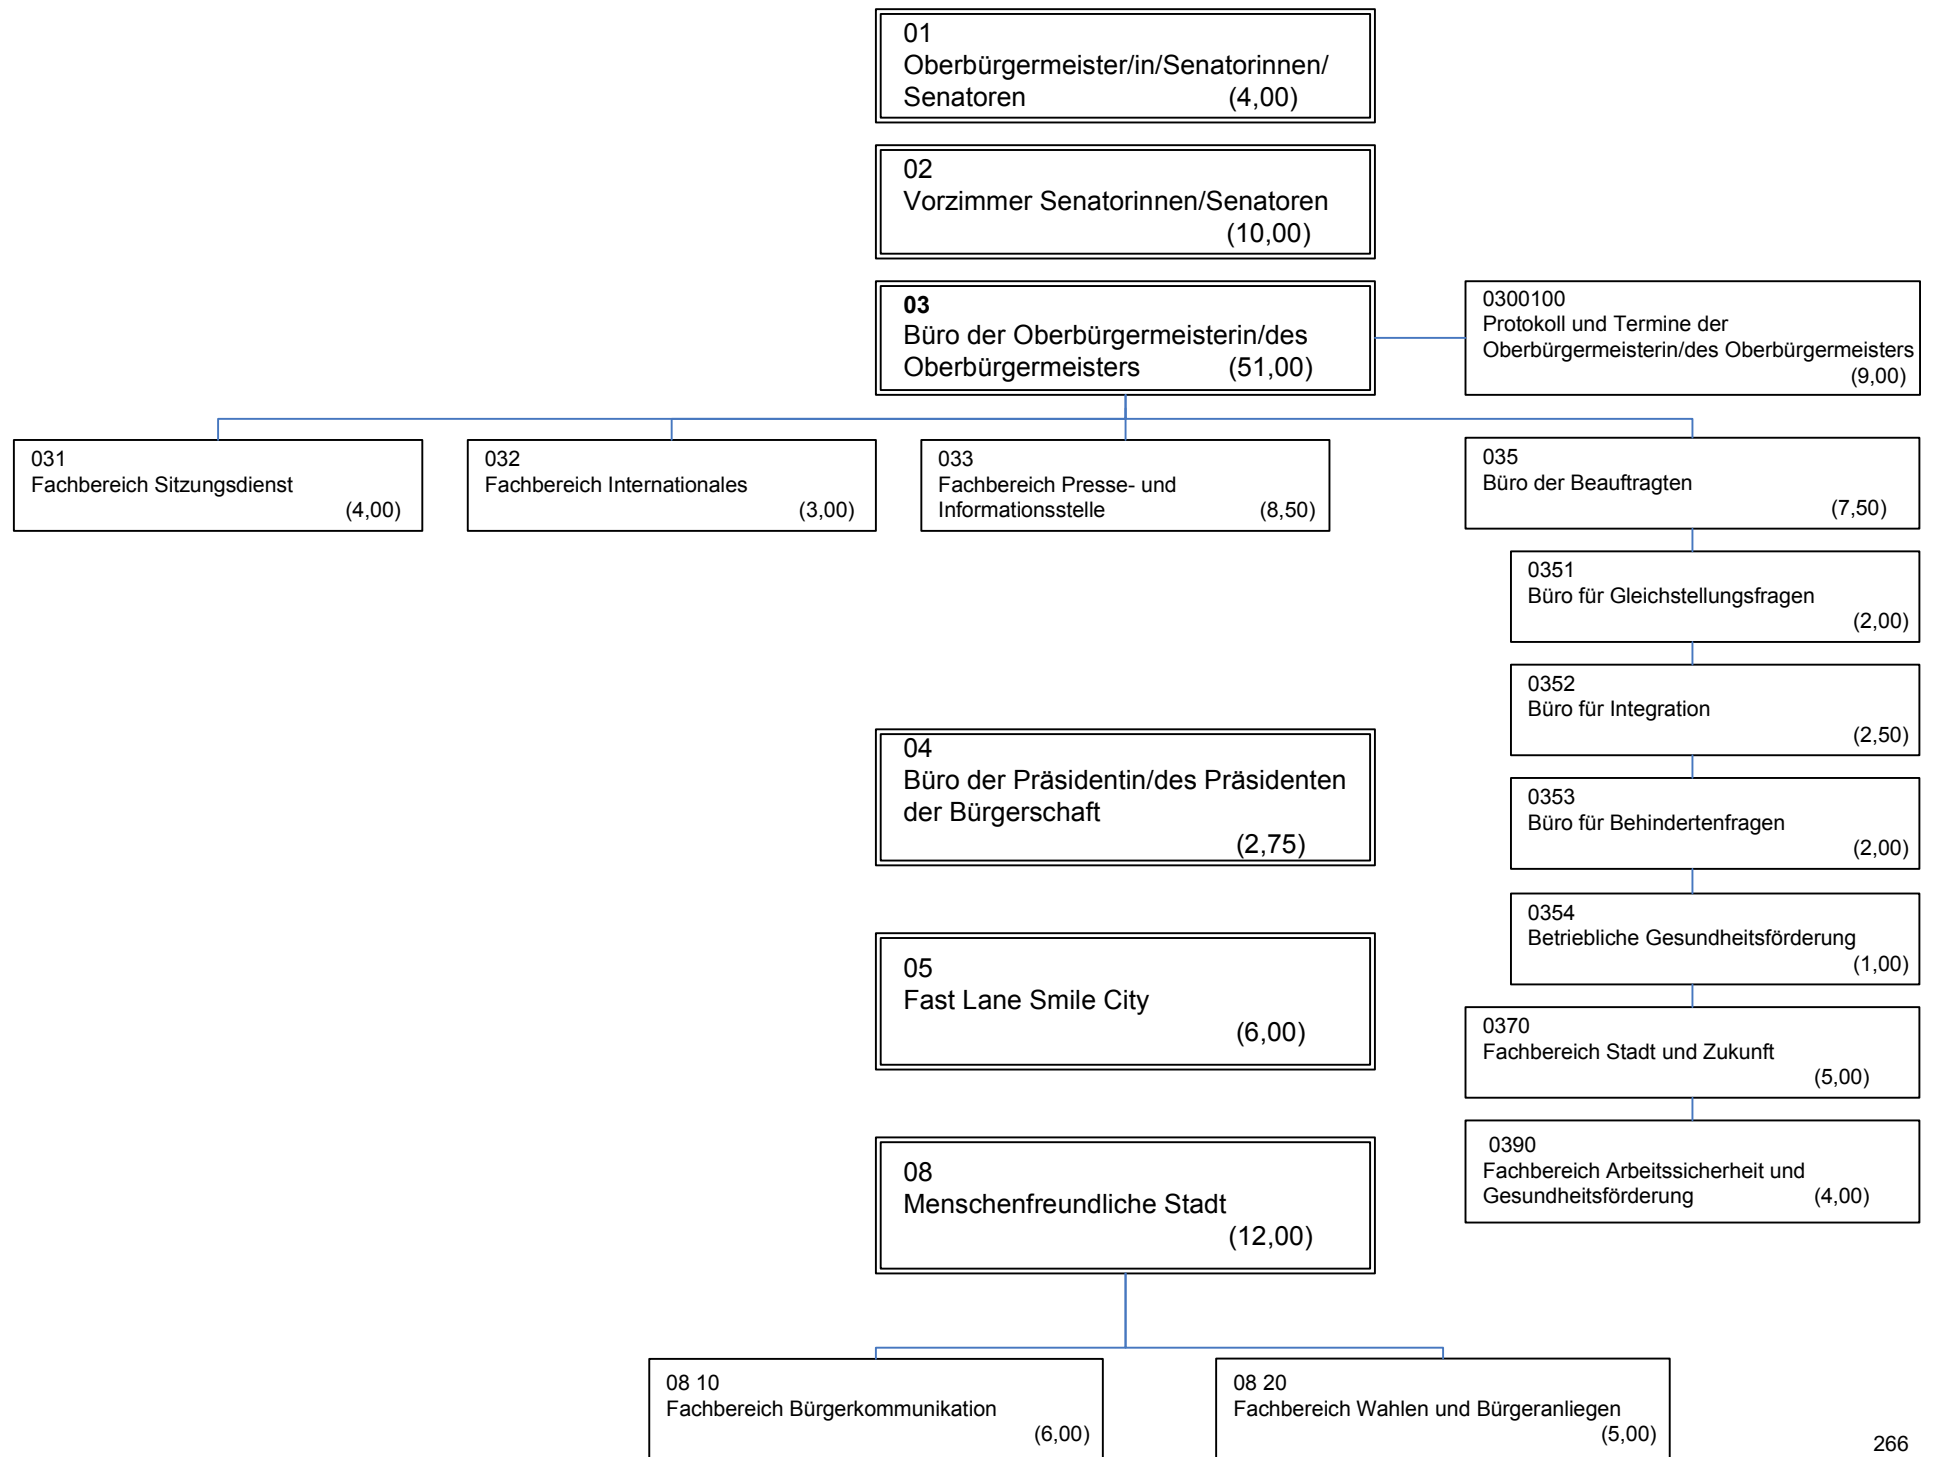 01
Oberbürgermeister/in/Senatorinnen/
Senatoren (4,00)
02
Vorzimmer Senatorinnen/Senatoren
(10,00)
03
Büro der Oberbürgermeisterin/des
Oberbürgermeisters (51,00)
0300100
Protokoll und Termine der
Oberbürgermeisterin/des Oberbürgermeisters
(9,00)
031
Fachbereich Sitzungsdienst
(4,00)
032
Fachbereich Internationales
(3,00)
033
Fachbereich Presse- und
Informationsstelle (8,50)
035
Büro der Beauftragten
(7,50)
0351
Büro für Gleichstellungsfragen
(2,00)
0352
Büro für Integration
(2,50)
0353
Büro für Behindertenfragen
(2,00)
0354
Betriebliche Gesundheitsförderung
(1,00)
0370
Fachbereich Stadt und Zukunft
(5,00)
0390
Fachbereich Arbeitssicherheit und
Gesundheitsförderung (4,00)
04
Büro der Präsidentin/des Präsidenten
der Bürgerschaft
(2,75)
05
Fast Lane Smile City
(6,00)
08
Menschenfreundliche Stadt
(12,00)
08 10
Fachbereich Bürgerkommunikation
(6,00)
08 20
Fachbereich Wahlen und Bürgeranliegen
(5,00)
266